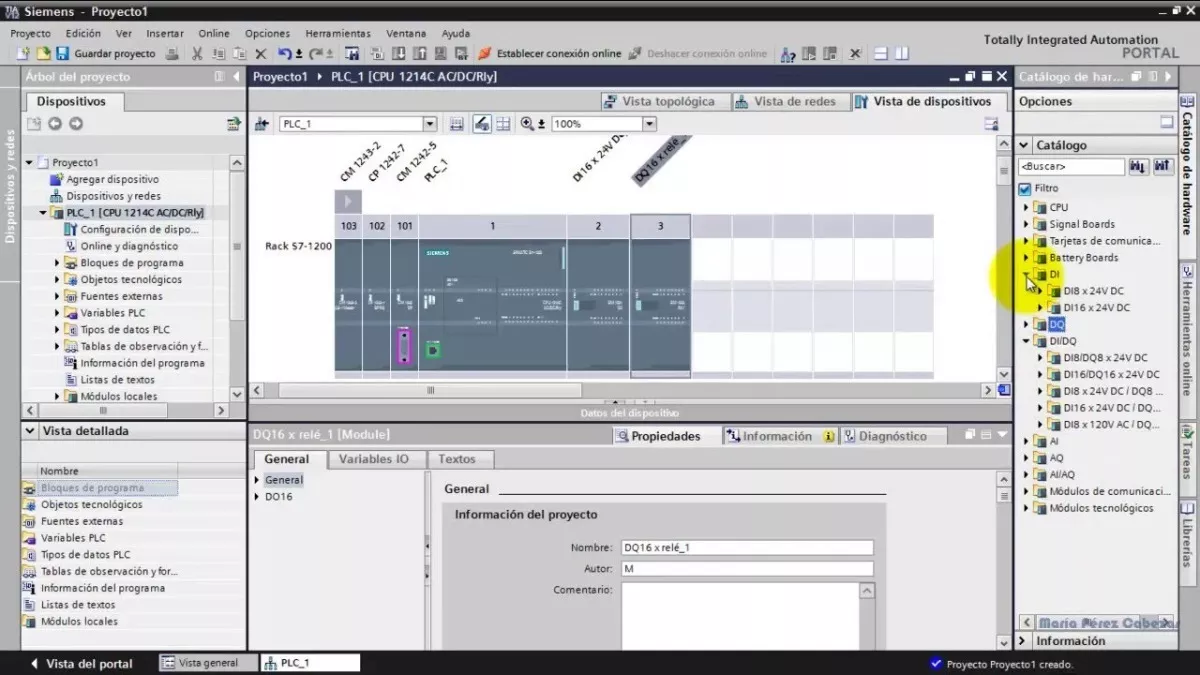 Siemens - Proyecto1
Proyecto Edición Ver Insertar Online Opciones Herramientas Ventana Ayuda
Totally Integrated Automation
PORTAL
Guardar proyecto
Establecer conexión online
Deshacer conexión online
Árbol del proyecto
Dispositivos
Dispositivos y redes
Proyecto1
Agregar dispositivo
Dispositivos y redes
PLC_1 [CPU 1214C AC/DC/Rly]
Configuración de dispo...
Online y diagnóstico
Bloques de programa
Objetos tecnológicos
Fuentes externas
Variables PLC
Tipos de datos PLC
Tablas de observación y f...
Información del programa
Listas de textos
Módulos locales
Vista detallada
Nombre
Bloques de programa
Objetos tecnológicos
Fuentes externas
Variables PLC
Tipos de datos PLC
Tablas de observación y for...
Información del programa
Listas de textos
Módulos locales
Proyecto1 PLC_1 [CPU 1214C AC/DC/Rly]
Vista topológica
Vista de redes
Vista de dispositivos
PLC_1
100%
CM 1243-2
CP 1242-7
CM 1242-5
PLC_1
DI16 x 24V DC
DQ16 x relé
103 102 101 1 2 3
Rack S7-1200
SIEMENS
Datos del dispositivo
DQ16 x relé_1 [Module]
Propiedades
Información
Diagnóstico
General
Variables IO
Textos
General
DO16
General
Información del proyecto
Nombre: DQ16 x relé_1
Autor: M
Comentario:
Catálogo de har...
Opciones
Catálogo
<Buscar>
Filtro
CPU
Signal Boards
Tarjetas de comunica...
Battery Boards
DI
DI8 x 24V DC
DI16 x 24V DC
DQ
DI/DQ
DI8/DQ8 x 24V DC
DI16/DQ16 x 24V DC
DI8 x 24V DC / DQ8 ...
DI16 x 24V DC / DQ...
DI8 x 120V AC / DQ...
AI
AQ
AI/AQ
Módulos de comunicaci...
Módulos tecnológicos
María Pérez Cabezas
Información
Catálogo de hardware
Herramientas online
Tareas
Librerías
Vista del portal
Vista general
PLC_1
Proyecto Proyecto1 creado.